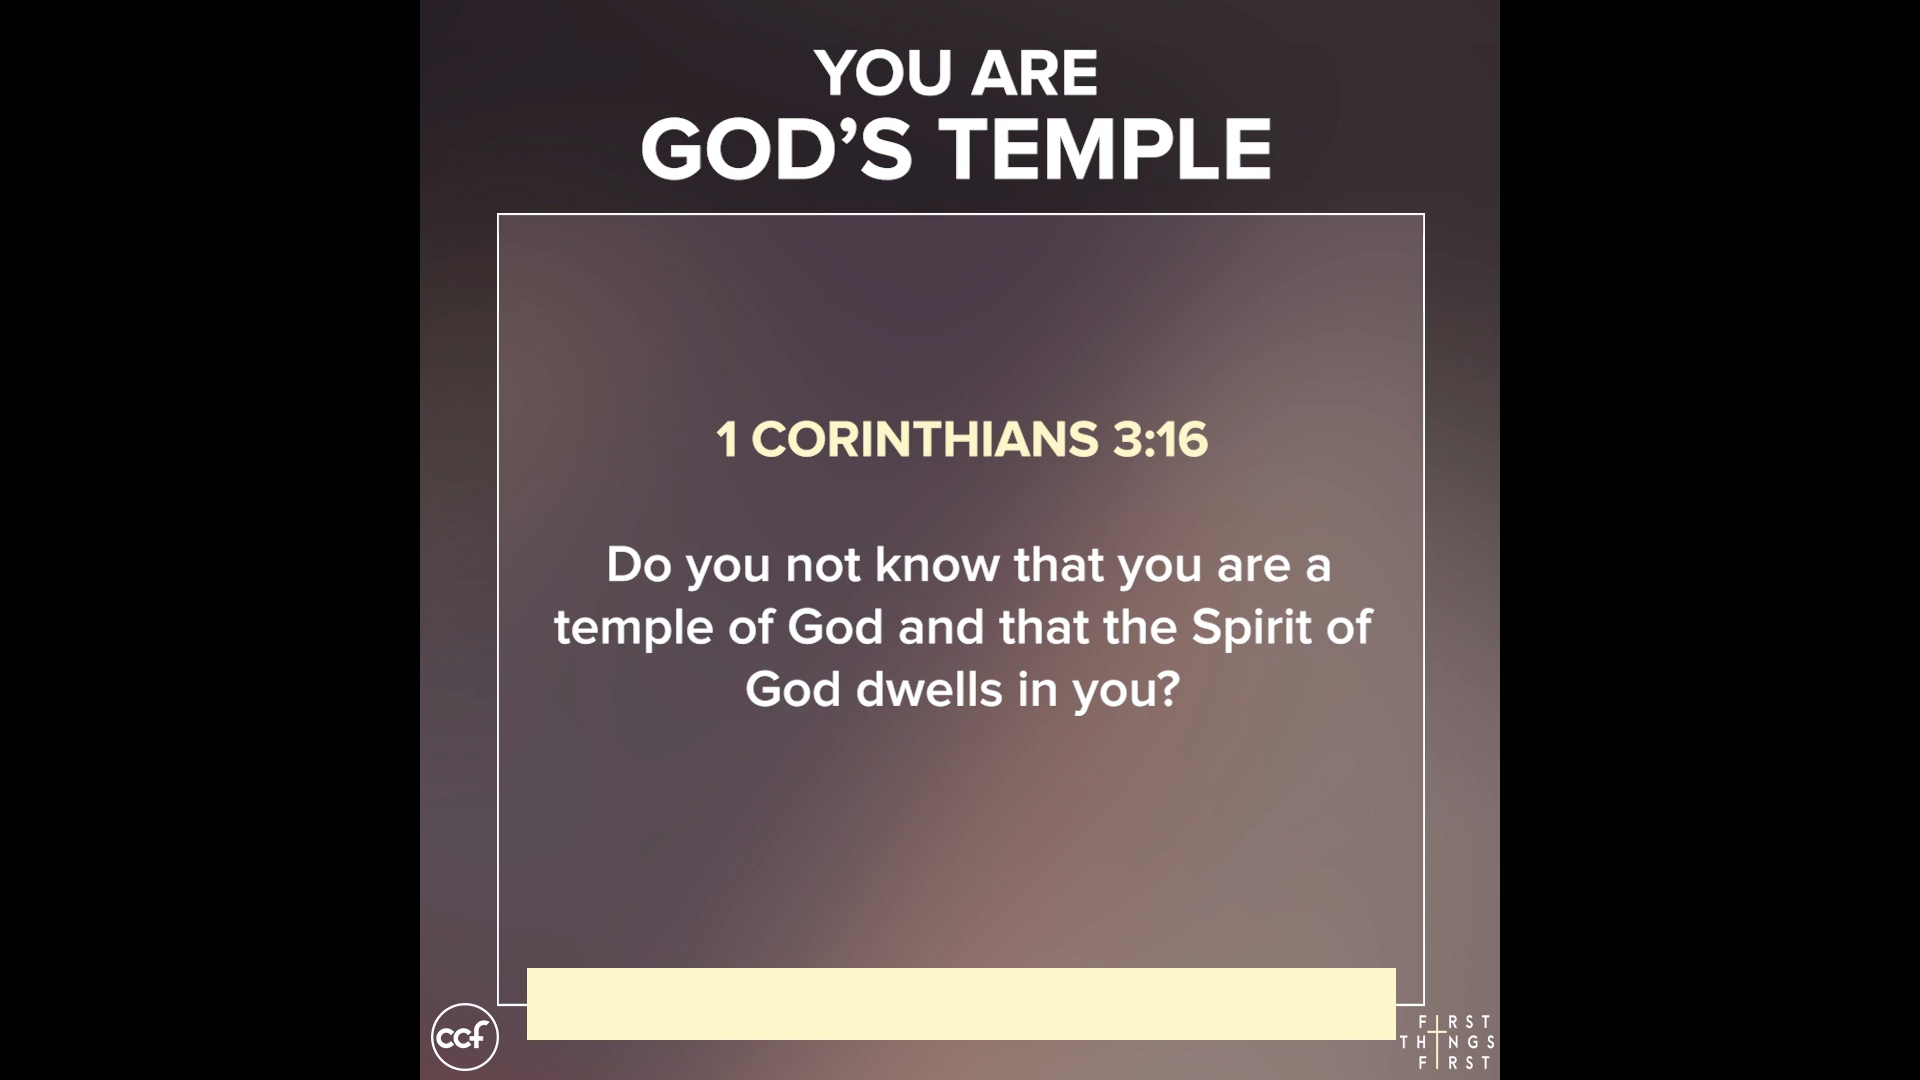 YOU ARE
GOD’S TEMPLE
1 CORINTHIANS 3:16
Do you not know that you are a
temple of God and that the Spirit of
God dwells in you?
ccf
FIRST
THINGS
FIRST